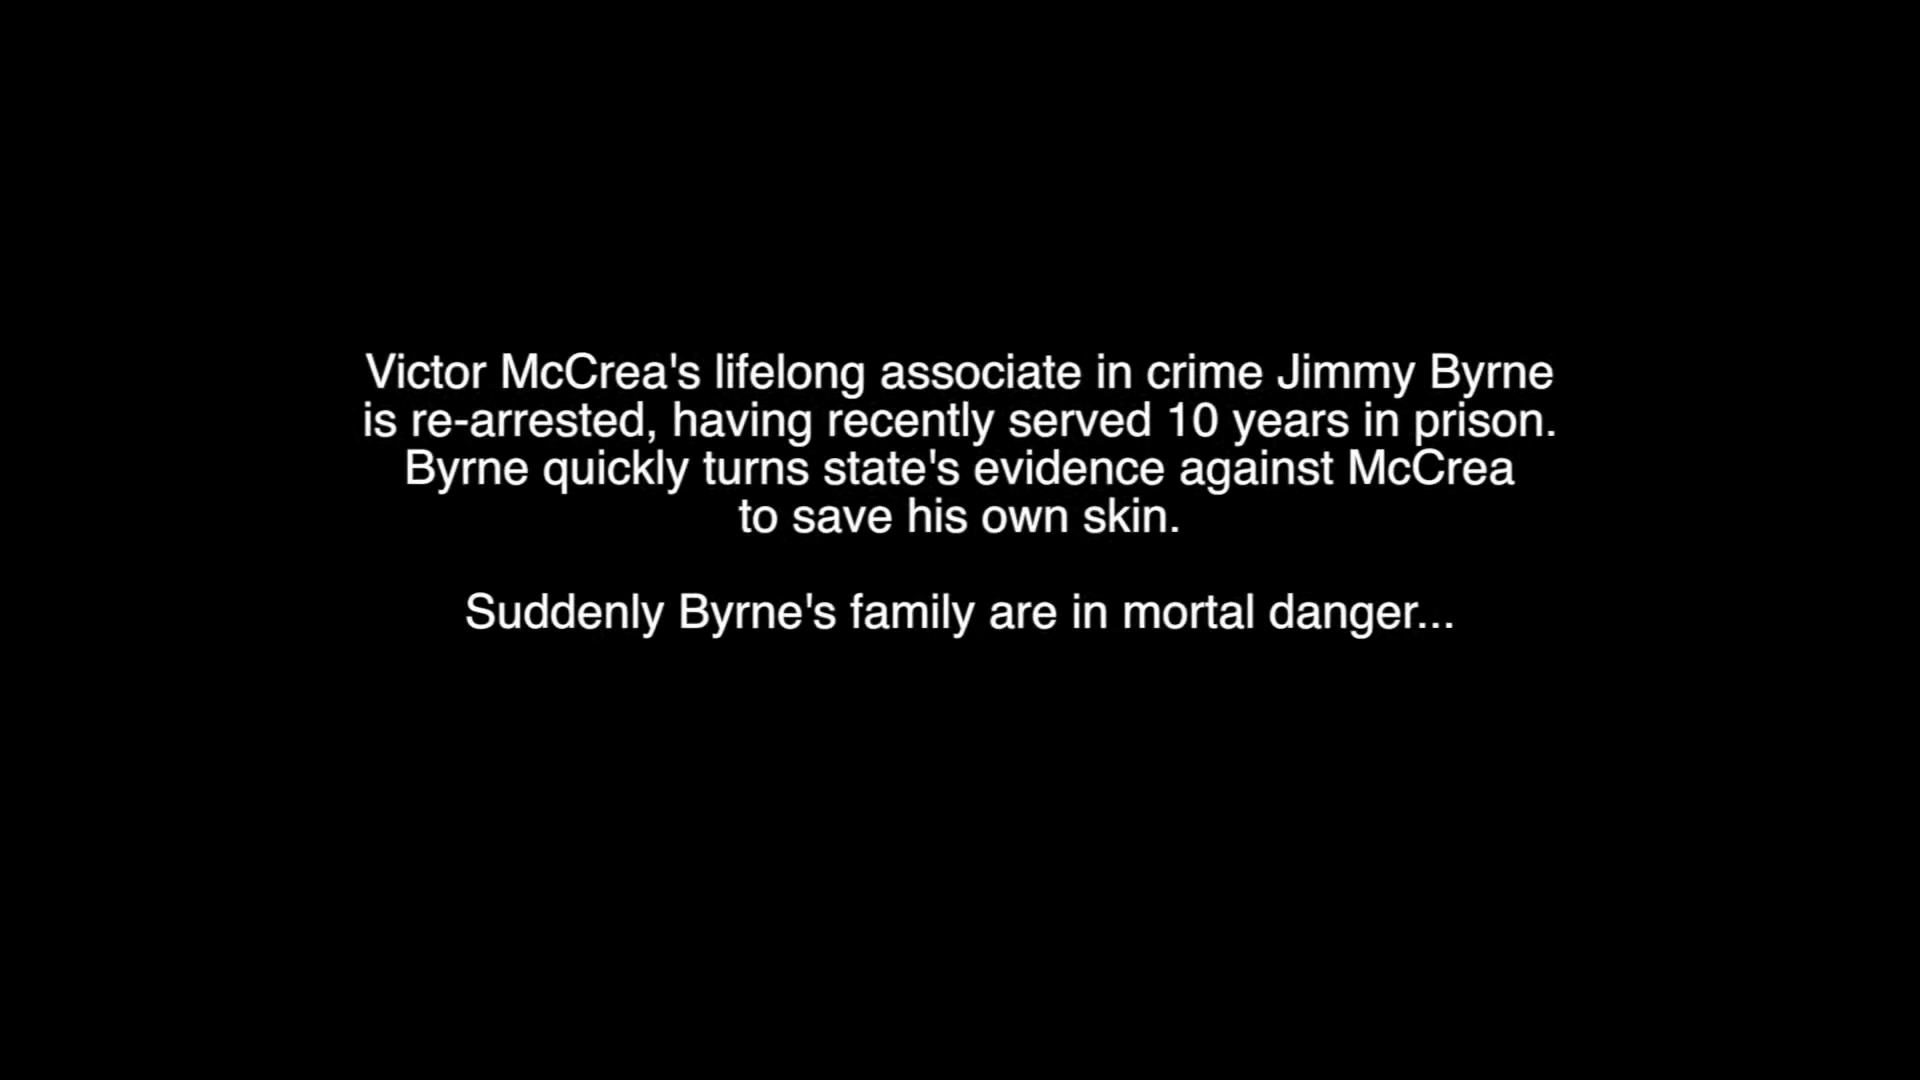 Victor McCrea's lifelong associate in crime Jimmy Byrne
is re-arrested, having recently served 10 years in prison.
Byrne quickly turns state's evidence against McCrea
to save his own skin.
Suddenly Byrne's family are in mortal danger...